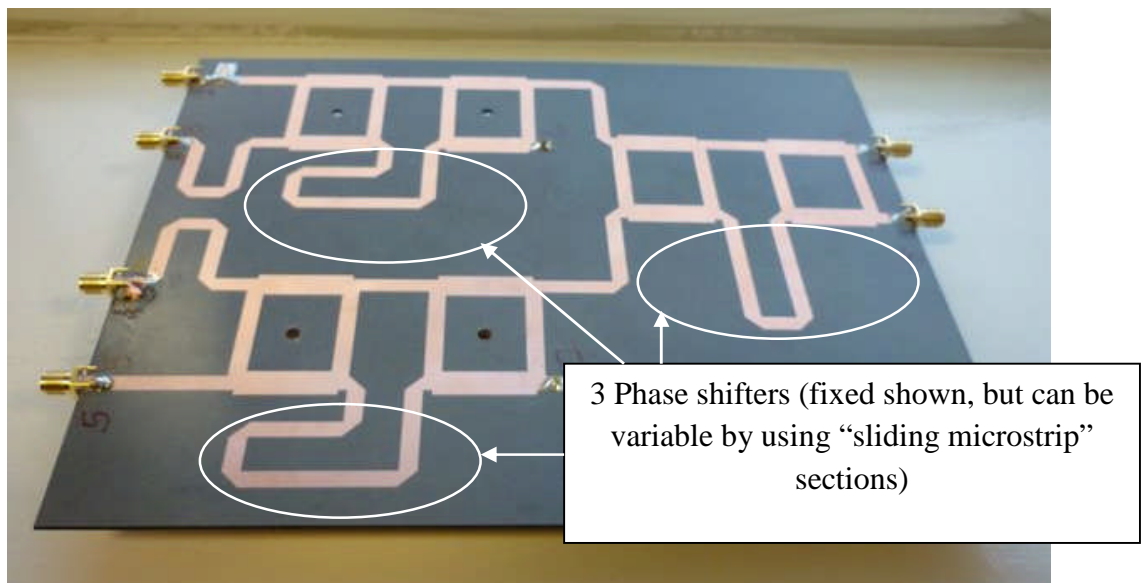 3 Phase shifters (fixed shown, but can be
variable by using “sliding microstrip”
sections)
5